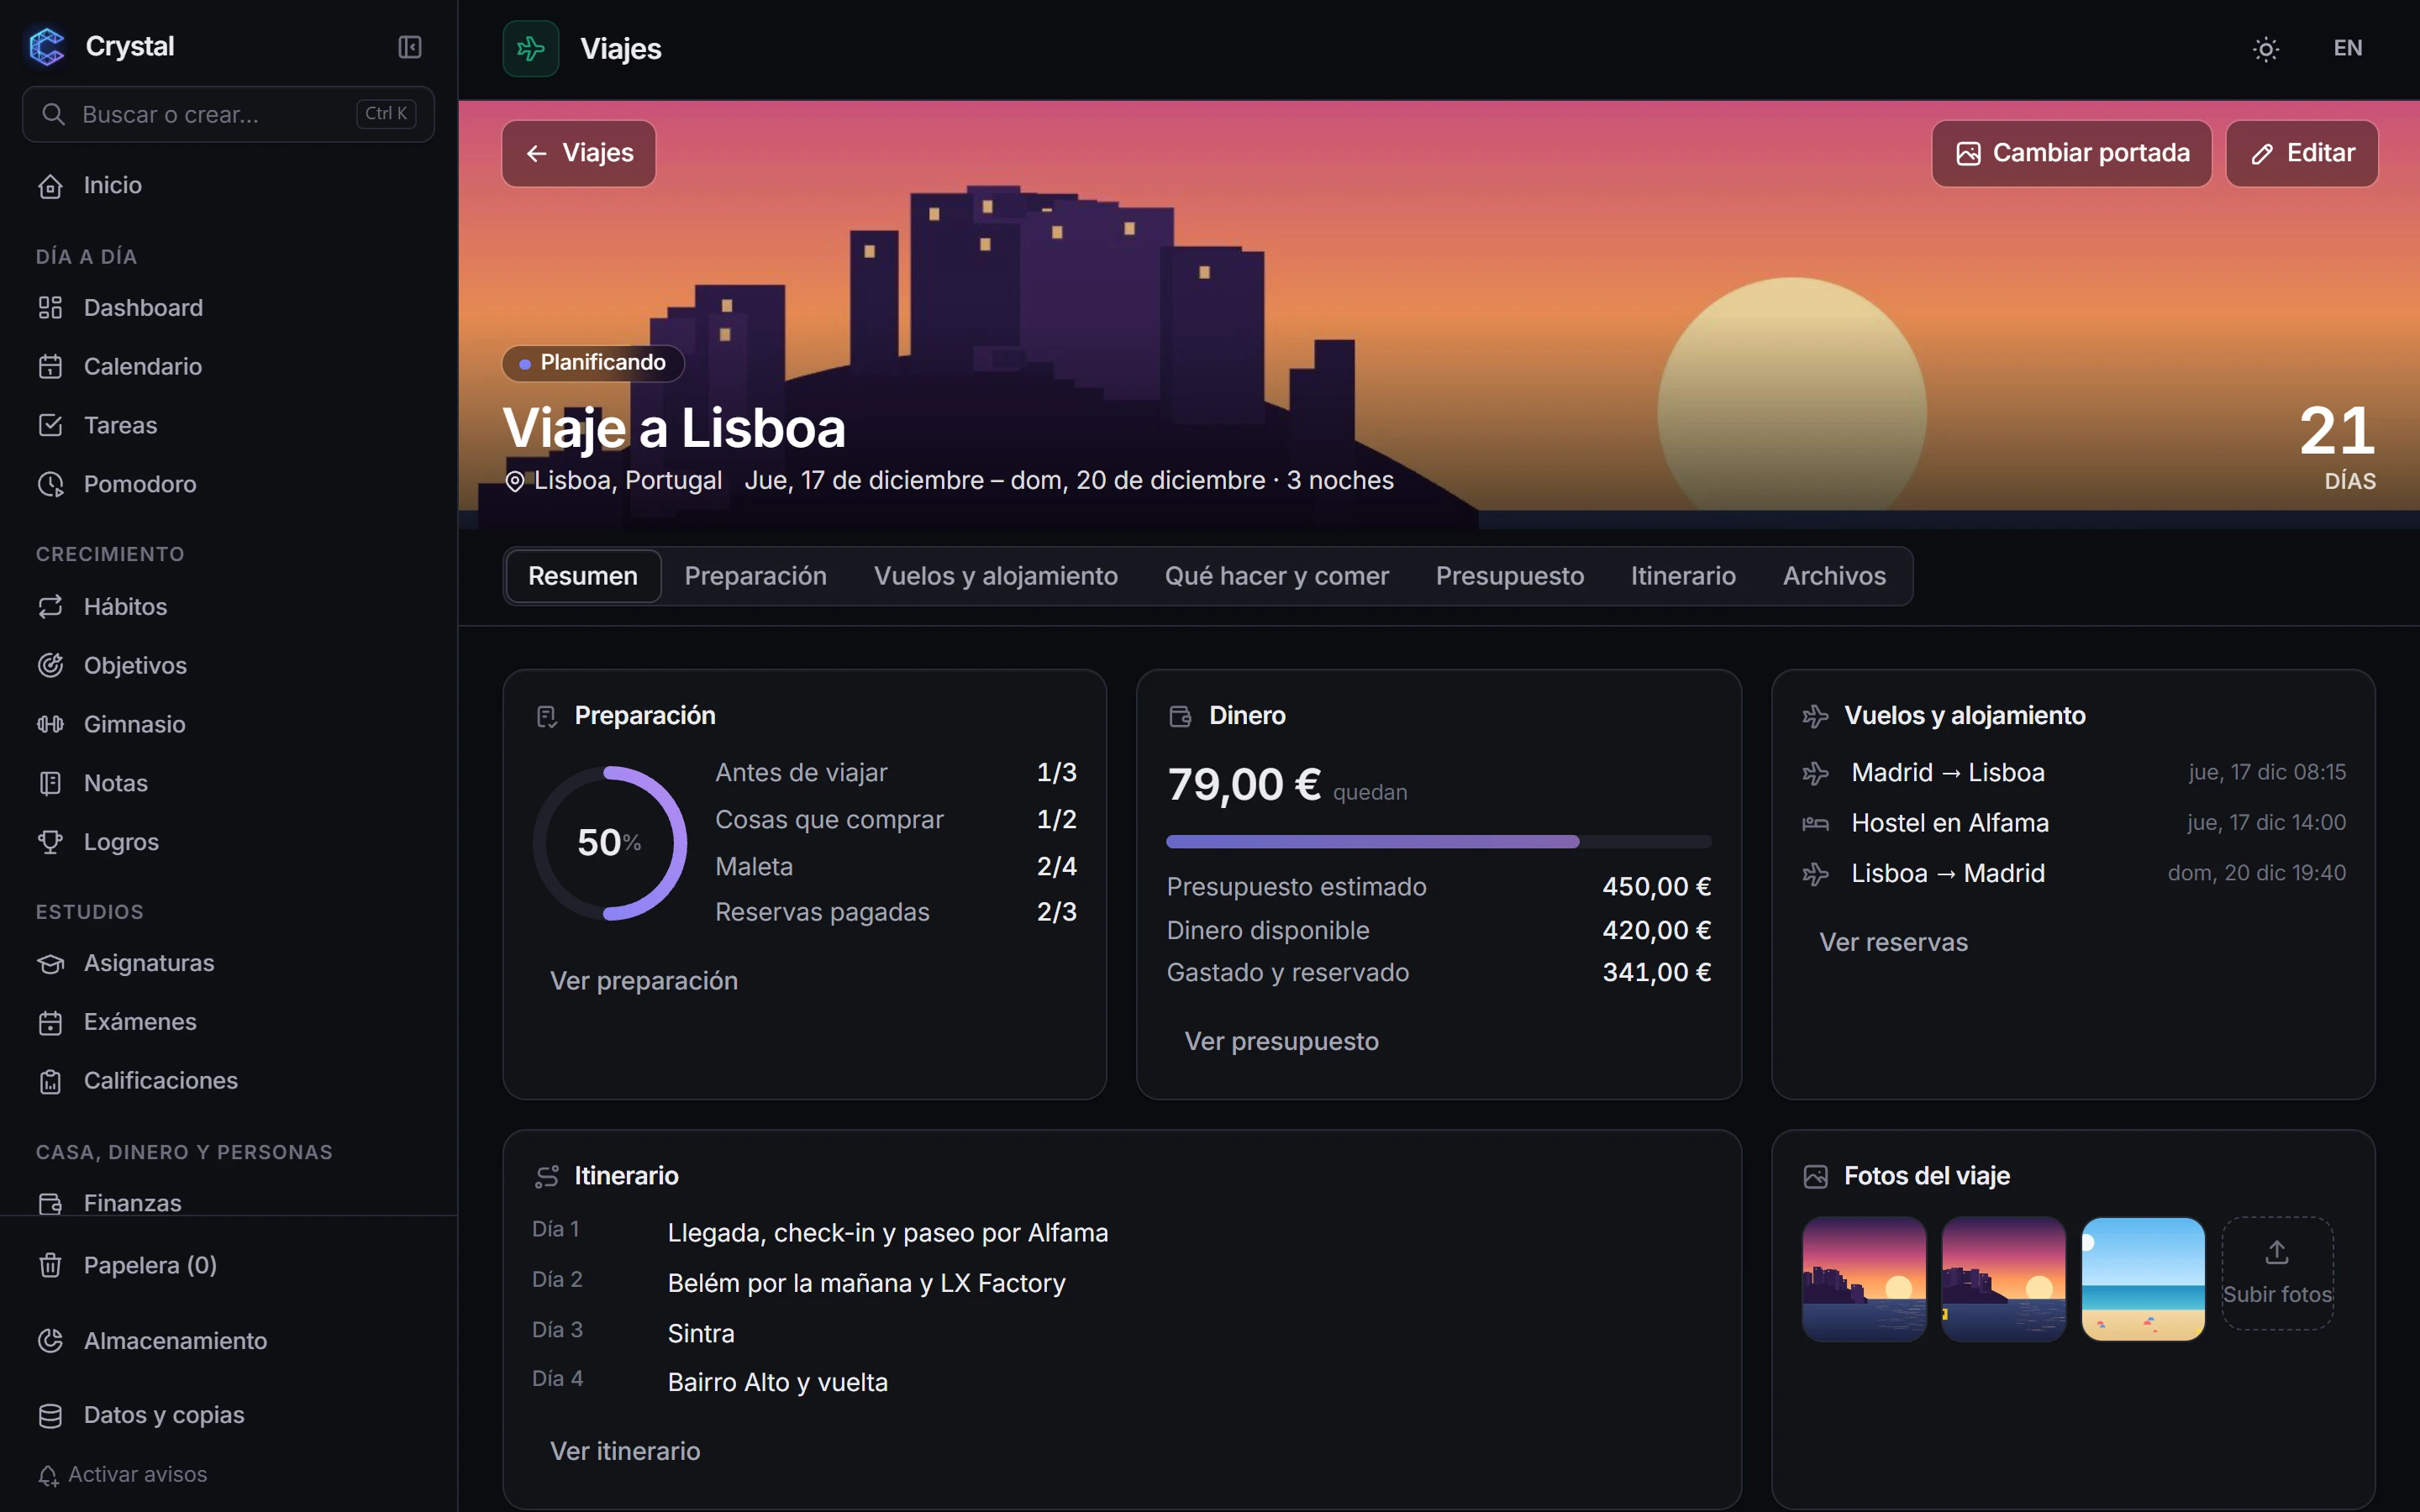 Crystal
Buscar o crear... Ctrl K
Inicio
DÍA A DÍA
Dashboard
Calendario
Tareas
Pomodoro
CRECIMIENTO
Hábitos
Objetivos
Gimnasio
Notas
Logros
ESTUDIOS
Asignaturas
Exámenes
Calificaciones
CASA, DINERO Y PERSONAS
Finanzas
Papelera (0)
Almacenamiento
Datos y copias
Activar avisos
Viajes
EN
Viajes
Cambiar portada
Editar
Planificando
Viaje a Lisboa
Lisboa, Portugal Jue, 17 de diciembre – dom, 20 de diciembre · 3 noches
21
DÍAS
Resumen Preparación Vuelos y alojamiento Qué hacer y comer Presupuesto Itinerario Archivos
Preparación
50%
Antes de viajar 1/3
Cosas que comprar 1/2
Maleta 2/4
Reservas pagadas 2/3
Ver preparación
Dinero
79,00 € quedan
Presupuesto estimado 450,00 €
Dinero disponible 420,00 €
Gastado y reservado 341,00 €
Ver presupuesto
Vuelos y alojamiento
Madrid → Lisboa jue, 17 dic 08:15
Hostel en Alfama jue, 17 dic 14:00
Lisboa → Madrid dom, 20 dic 19:40
Ver reservas
Itinerario
Día 1 Llegada, check-in y paseo por Alfama
Día 2 Belém por la mañana y LX Factory
Día 3 Sintra
Día 4 Bairro Alto y vuelta
Ver itinerario
Fotos del viaje
Subir fotos